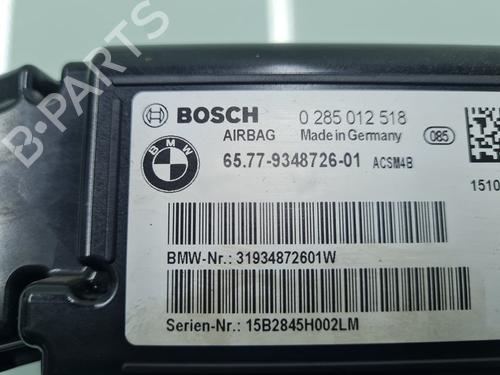 B-PARTS
BOSCH 0 285 012 518
AIRBAG Made in Germany 085
BMW 65.77-9348726-01 ACSM4B
1510
BMW-Nr.: 31934872601W
Serien-Nr.: 15B2845H002LM